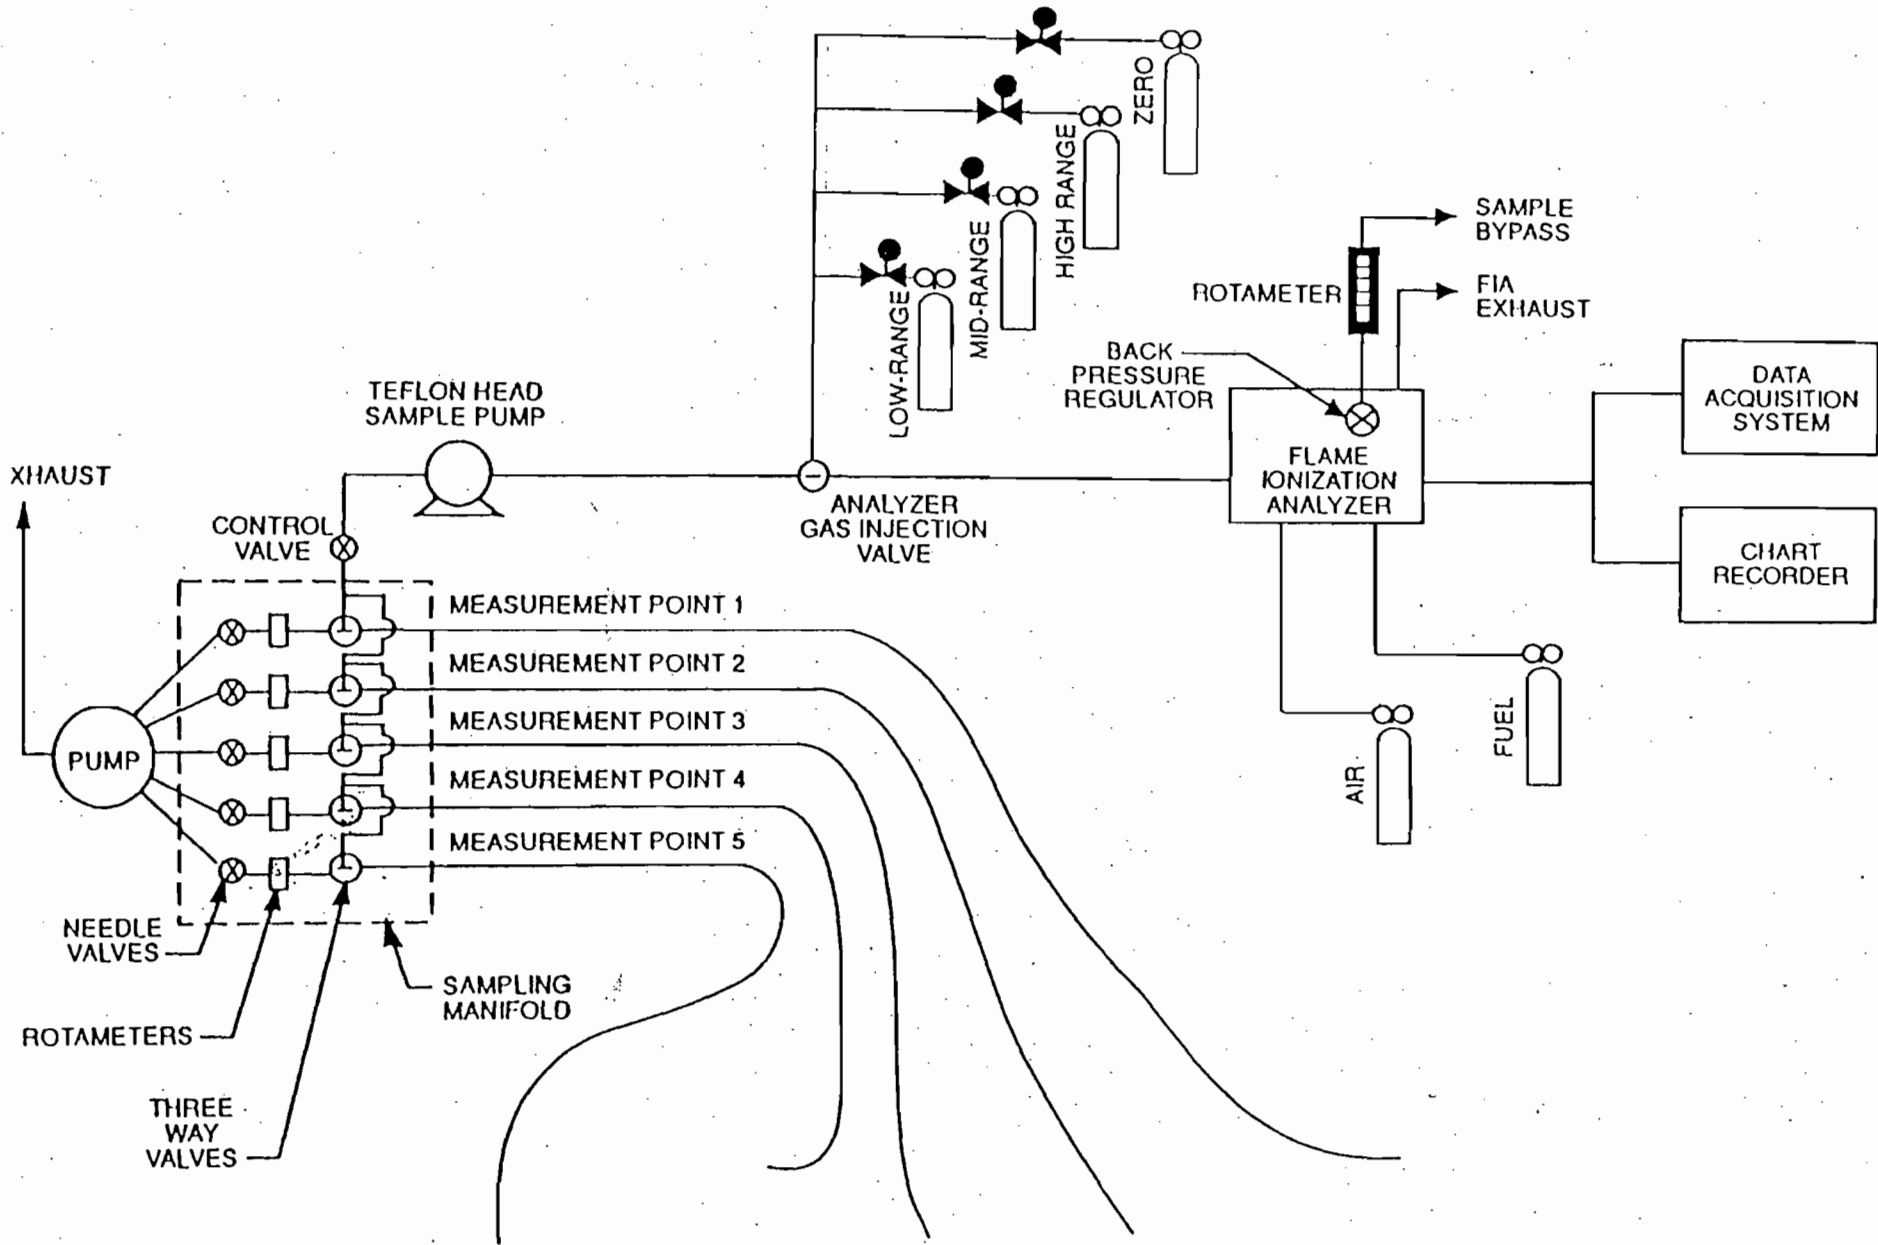 ZERO
HIGH RANGE
MID-RANGE
LOW-RANGE
SAMPLE
BYPASS
ROTAMETER
FIA
EXHAUST
BACK
PRESSURE
REGULATOR
DATA
ACQUISITION
SYSTEM
TEFLON HEAD
SAMPLE PUMP
FLAME
IONIZATION
ANALYZER
XHAUST
ANALYZER
GAS INJECTION
VALVE
CONTROL
VALVE
CHART
RECORDER
MEASUREMENT POINT 1
MEASUREMENT POINT 2
MEASUREMENT POINT 3
MEASUREMENT POINT 4
MEASUREMENT POINT 5
PUMP
FUEL
AIR
NEEDLE
VALVES
SAMPLING
MANIFOLD
ROTAMETERS
THREE
WAY
VALVES